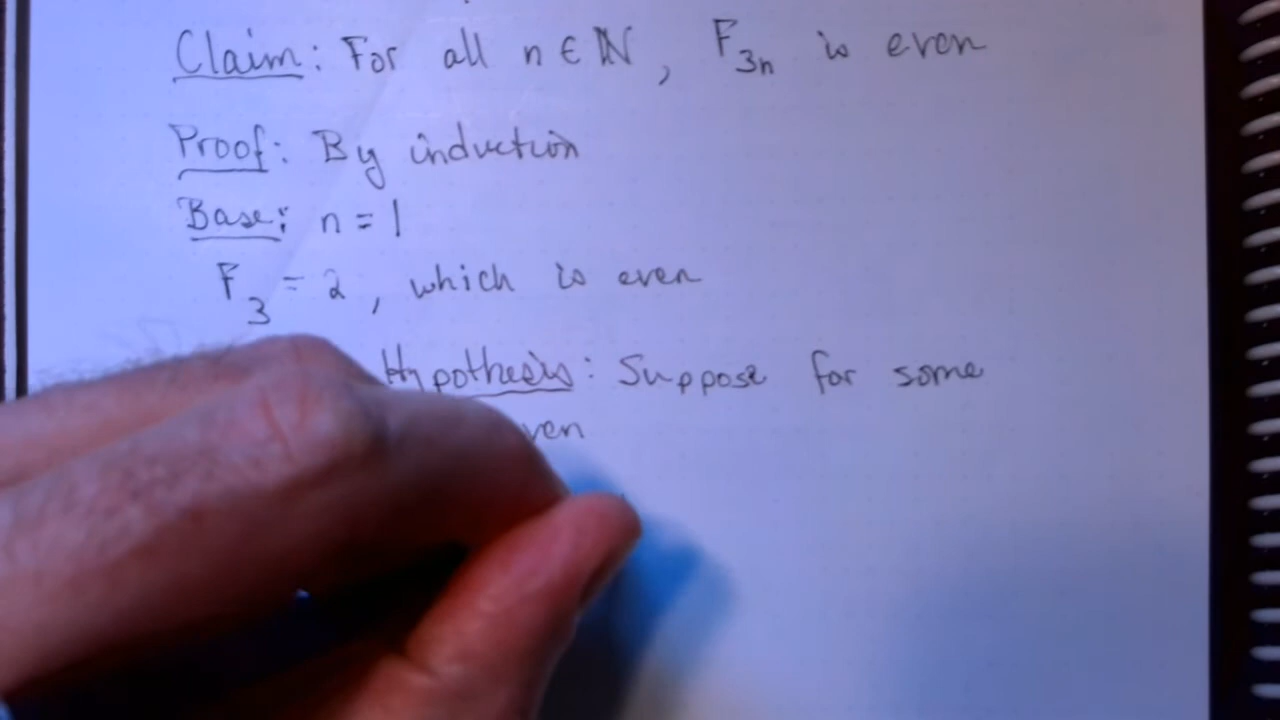 Claim: For all n ∈ ℕ, F₃ₙ is even
Proof: By induction
Base: n = 1
F₃ = 2, which is even
Hypothesis: Suppose for some